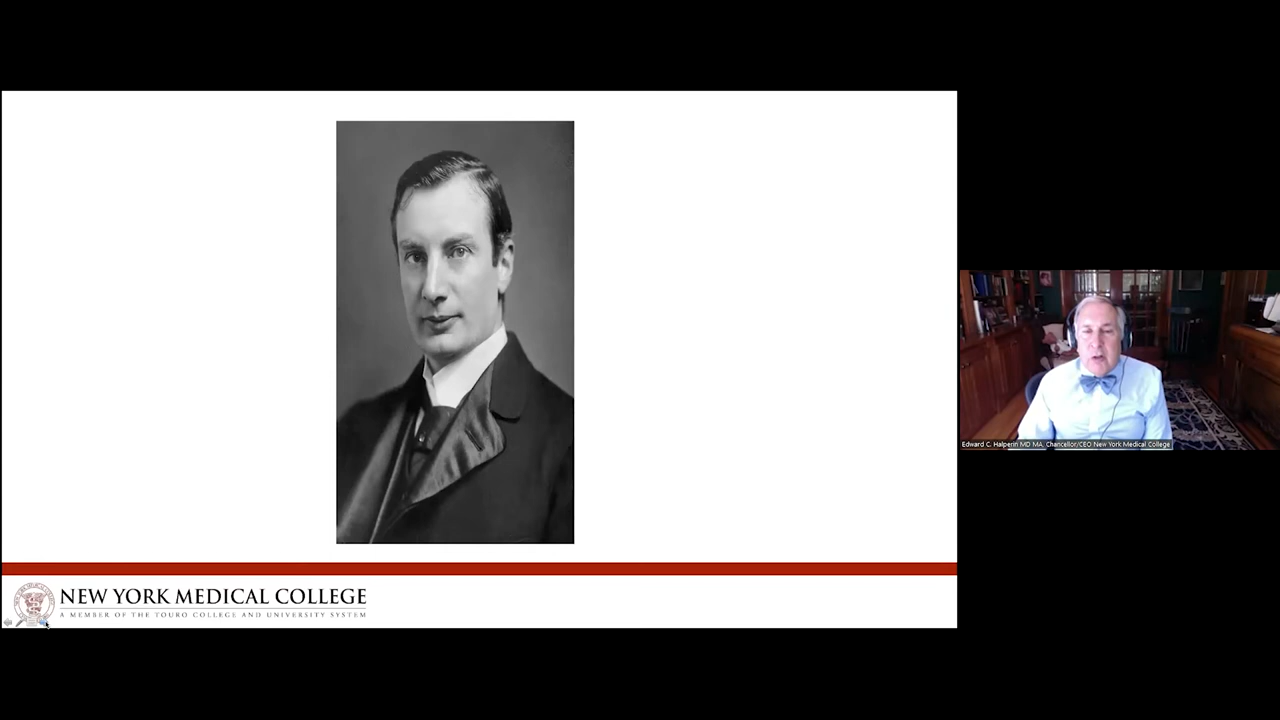 NEW YORK MEDICAL COLLEGE
A MEMBER OF THE TOURO COLLEGE AND UNIVERSITY SYSTEM
Edward C. Halperin MD MA, Chancellor/CEO New York Medical College